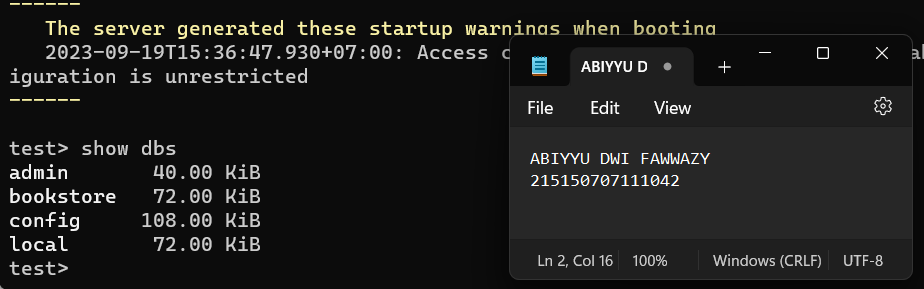 ------
The server generated these startup warnings when booting
2023-09-19T15:36:47.930+07:00: Access
iguration is unrestricted
------
test> show dbs
admin 40.00 KiB
bookstore 72.00 KiB
config 108.00 KiB
local 72.00 KiB
test>
ABIYYU D
File Edit View
ABIYYU DWI FAWWAZY
215150707111042
Ln 2, Col 16 100% Windows (CRLF) UTF-8